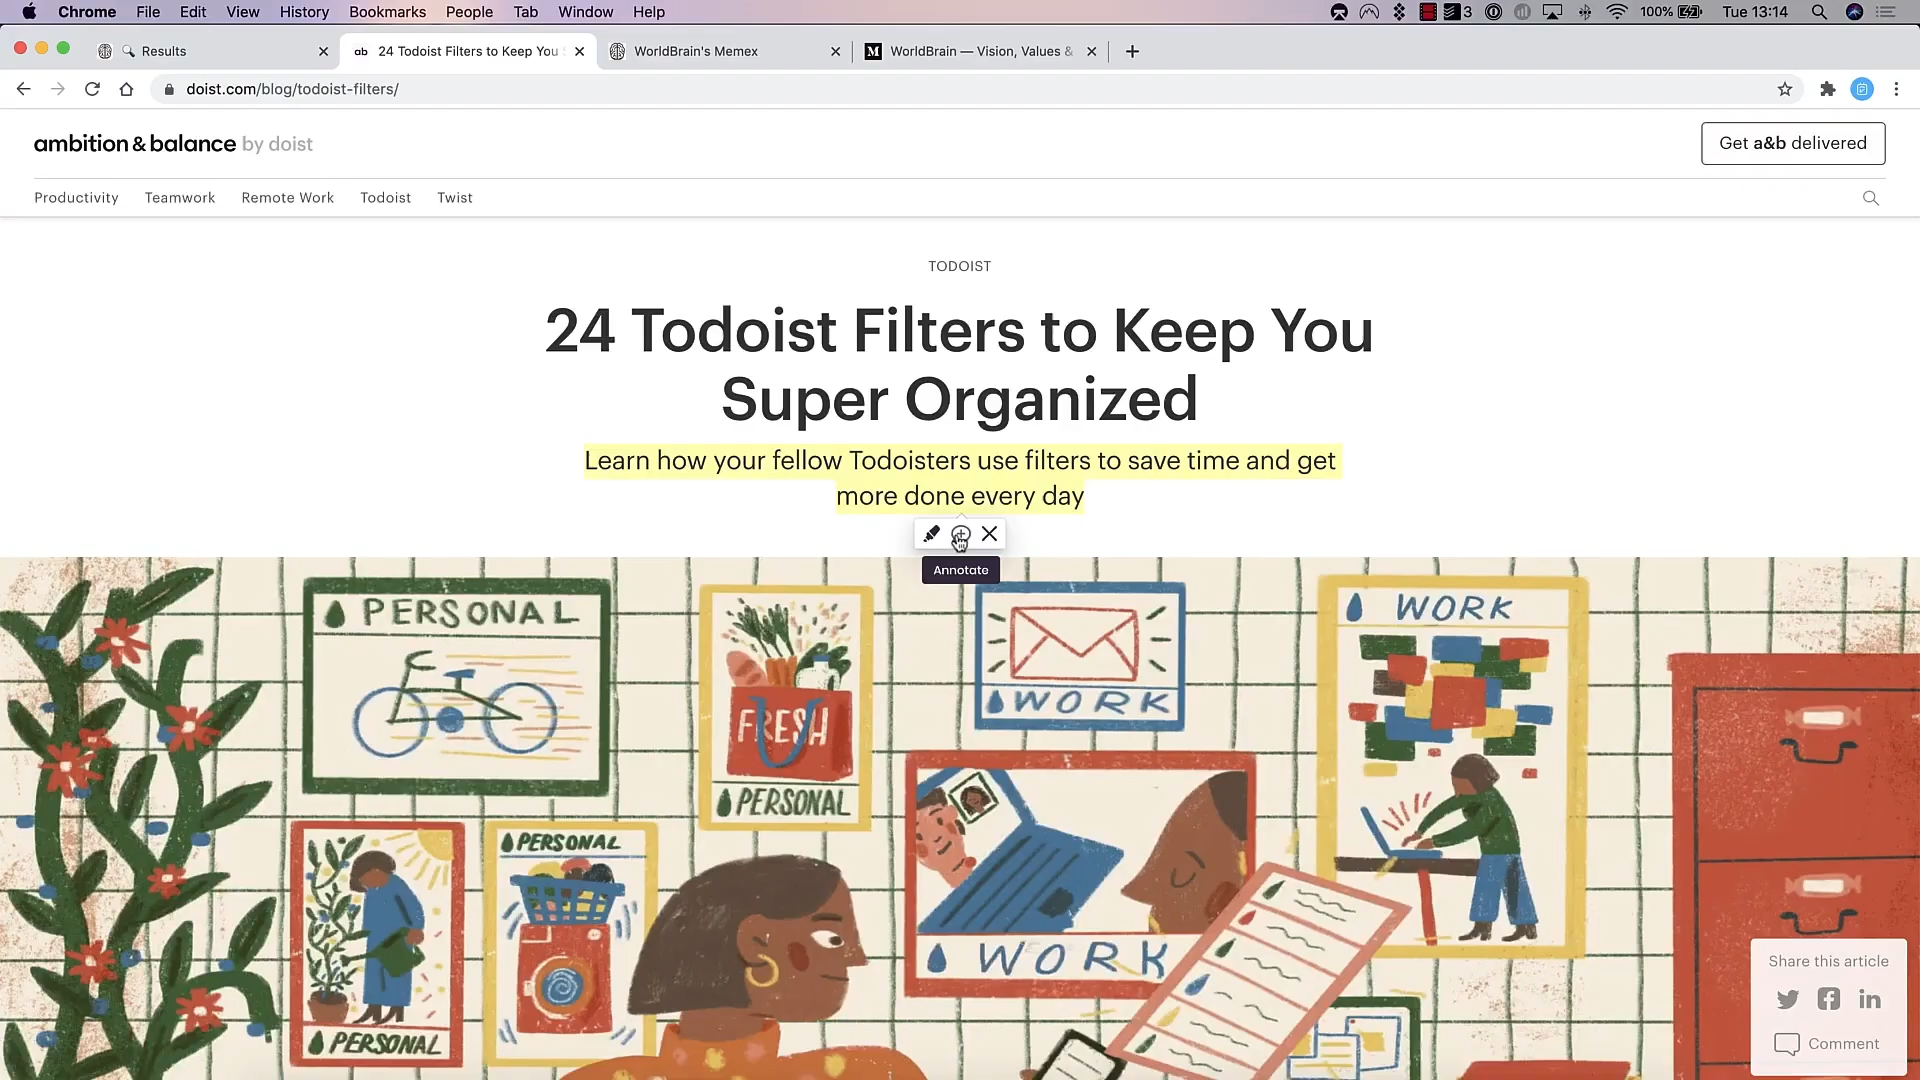 Chrome File Edit View History Bookmarks People Tab Window Help 3 100% Tue 13:14
Results ab 24 Todoist Filters to Keep You WorldBrain's Memex M WorldBrain — Vision, Values &
doist.com/blog/todoist-filters/
ambition & balance by doist
Get a&b delivered
Productivity Teamwork Remote Work Todoist Twist
TODOIST
24 Todoist Filters to Keep You
Super Organized
Learn how your fellow Todoisters use filters to save time and get
more done every day
Annotate
PERSONAL
FRESH
PERSONAL
WORK
WORK
PERSONAL
PERSONAL
WORK
Share this article
Comment